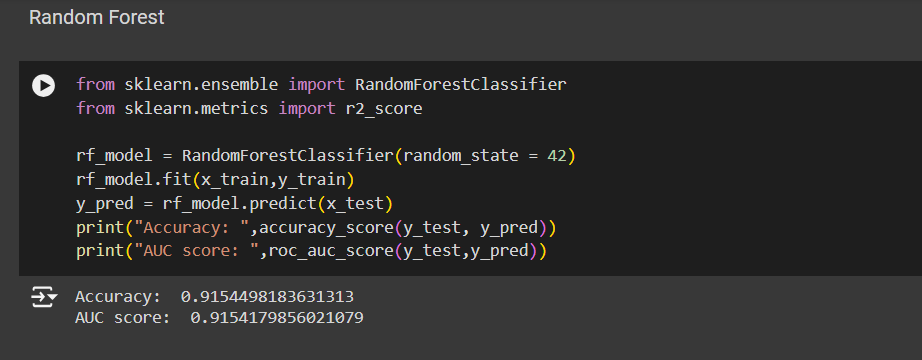 Random Forest
from sklearn.ensemble import RandomForestClassifier
from sklearn.metrics import r2_score
rf_model = RandomForestClassifier(random_state = 42)
rf_model.fit(x_train,y_train)
y_pred = rf_model.predict(x_test)
print("Accuracy: ",accuracy_score(y_test, y_pred))
print("AUC score: ",roc_auc_score(y_test,y_pred))
Accuracy:  0.9154498183631313
AUC score:  0.9154179856021079